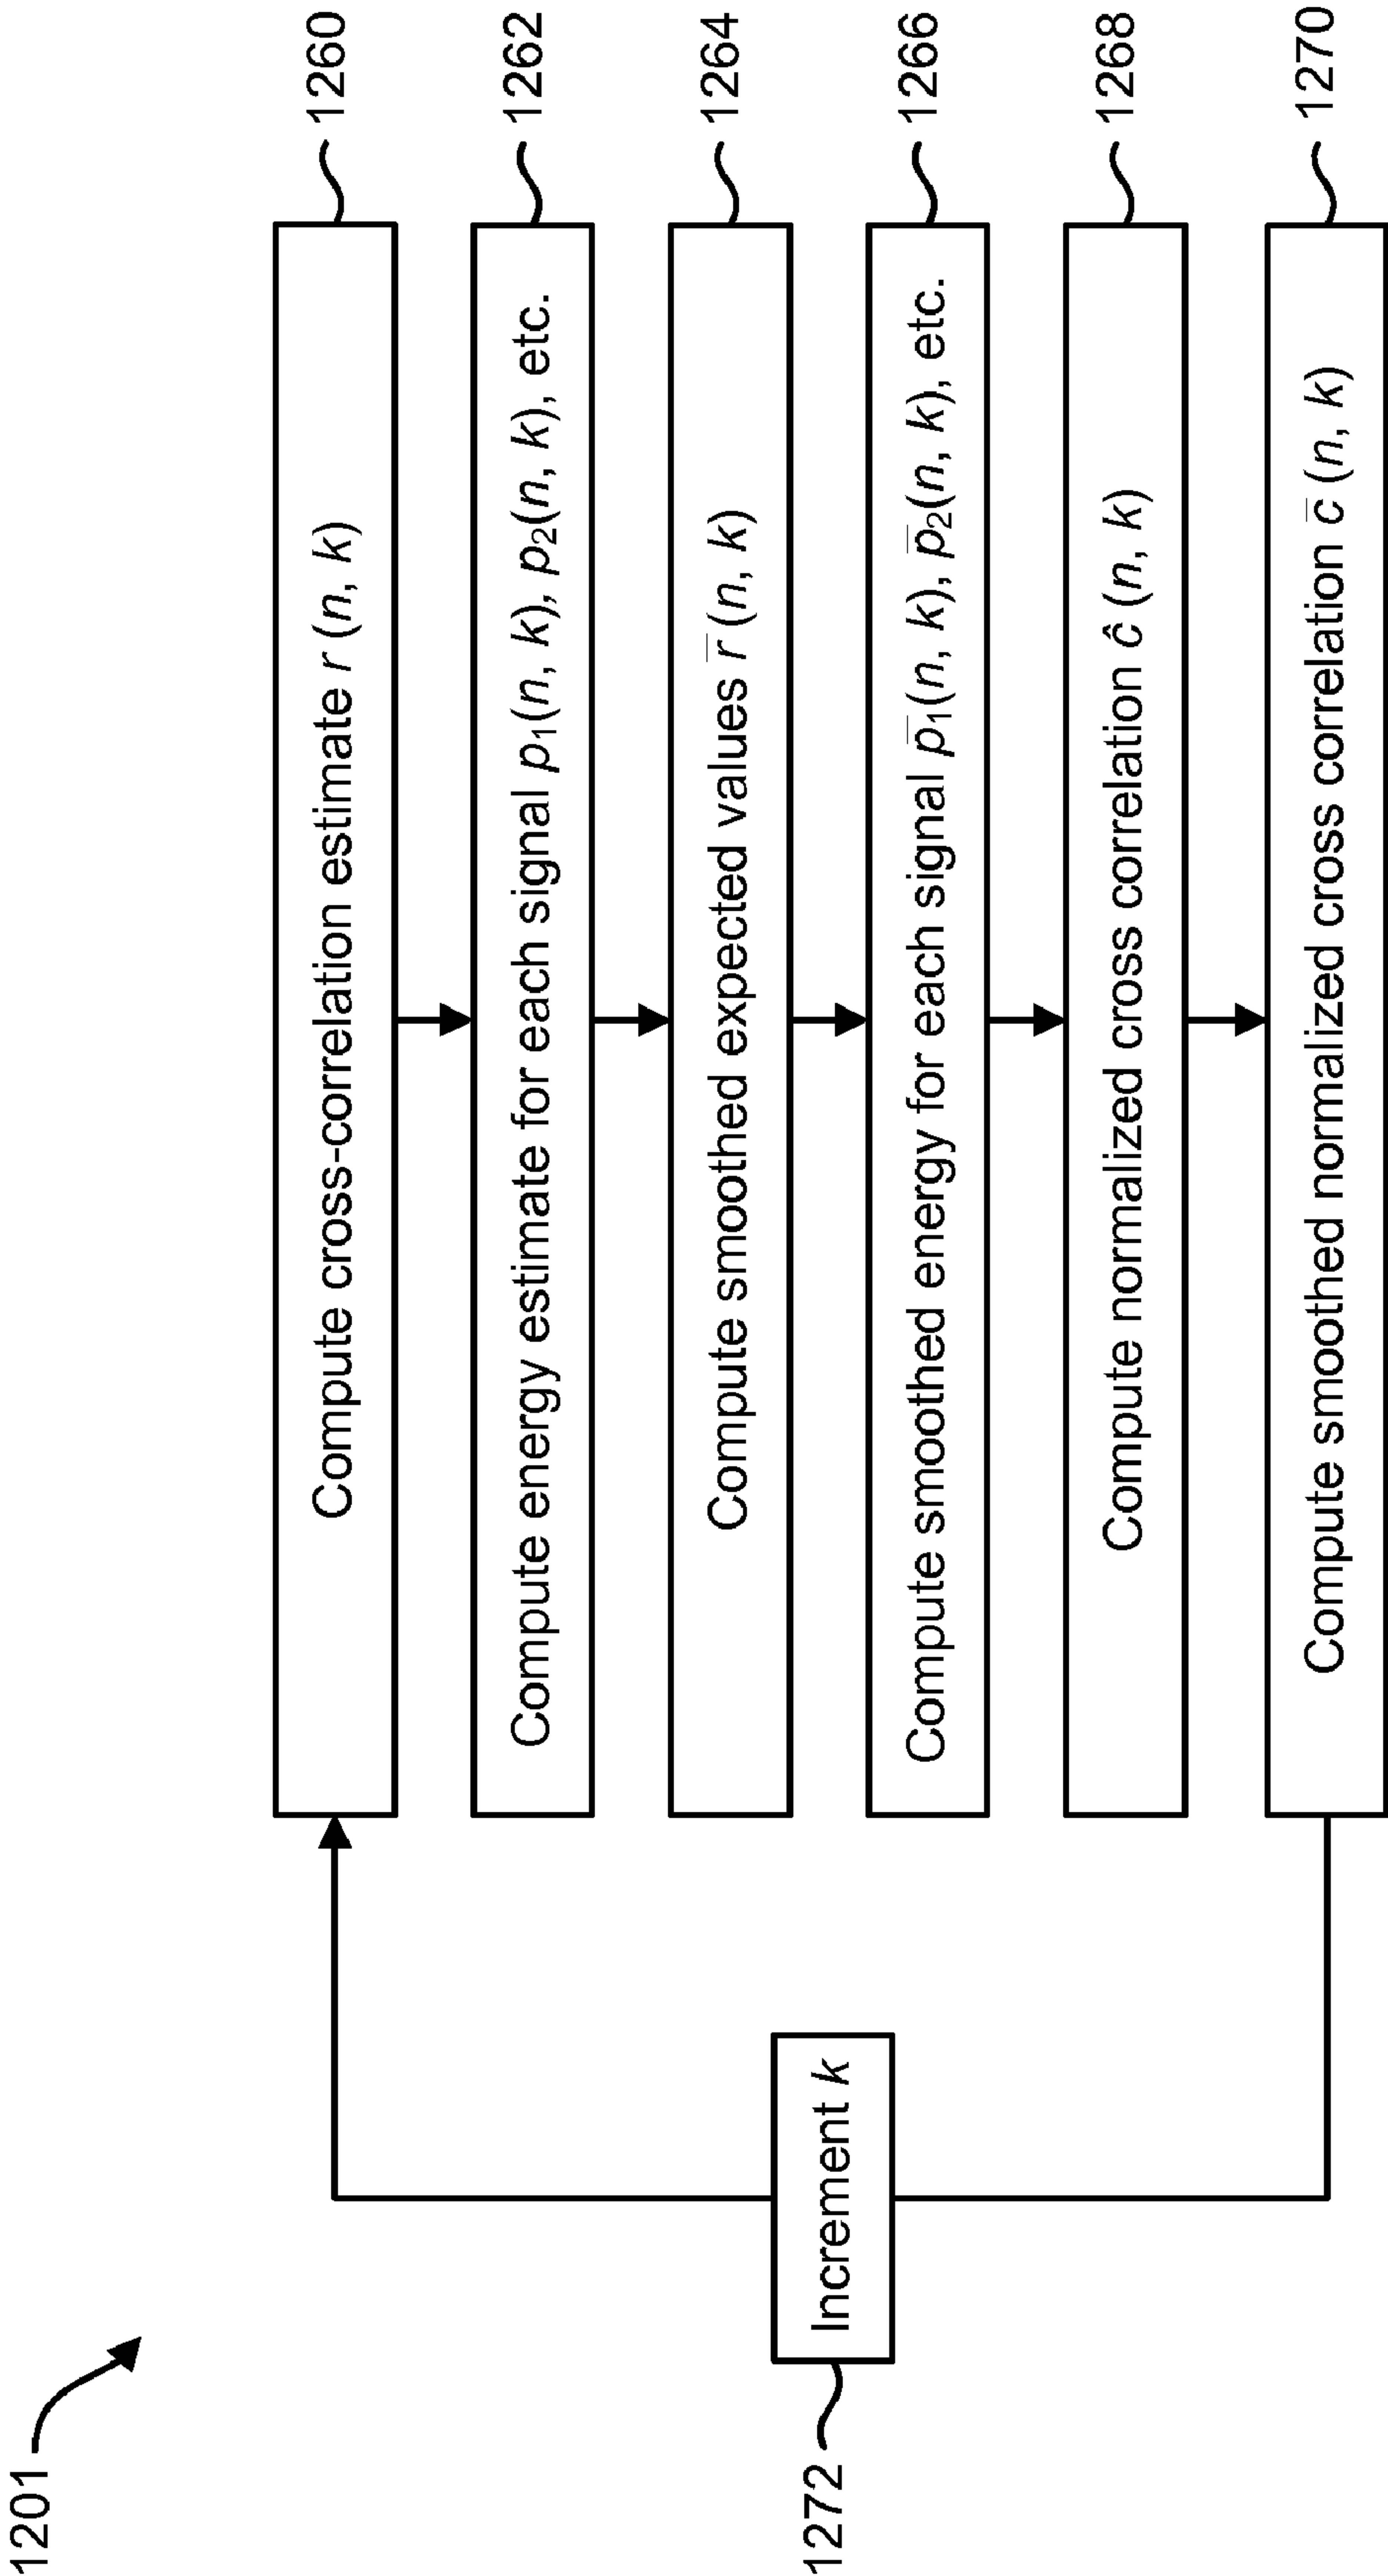 1201
Compute cross-correlation estimate r (n, k)
1260
Compute energy estimate for each signal p₁(n, k), p₂(n, k), etc.
1262
Compute smoothed expected values r̅ (n, k)
1264
Compute smoothed energy for each signal p̅₁(n, k), p̅₂(n, k), etc.
1266
Compute normalized cross correlation ĉ (n, k)
1268
Compute smoothed normalized cross correlation c̅ (n, k)
1270
Increment k
1272